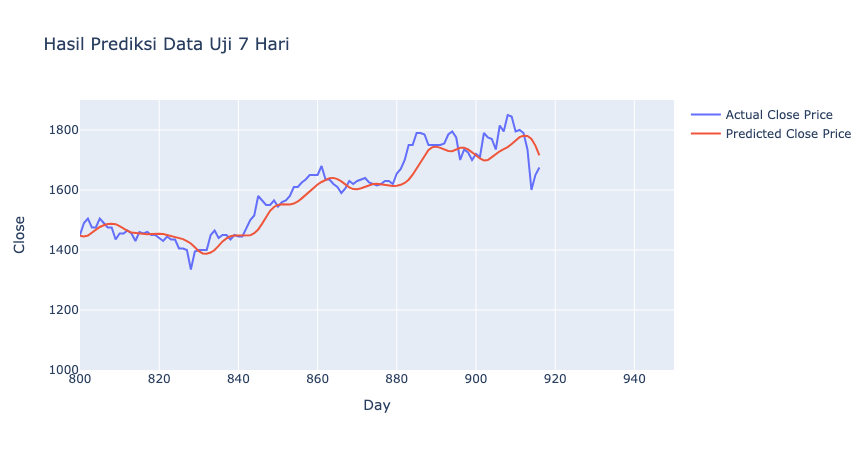 Hasil Prediksi Data Uji 7 Hari
Actual Close Price
Predicted Close Price
Close
1800
1600
1400
1200
1000
800
820
840
860
880
900
920
940
Day